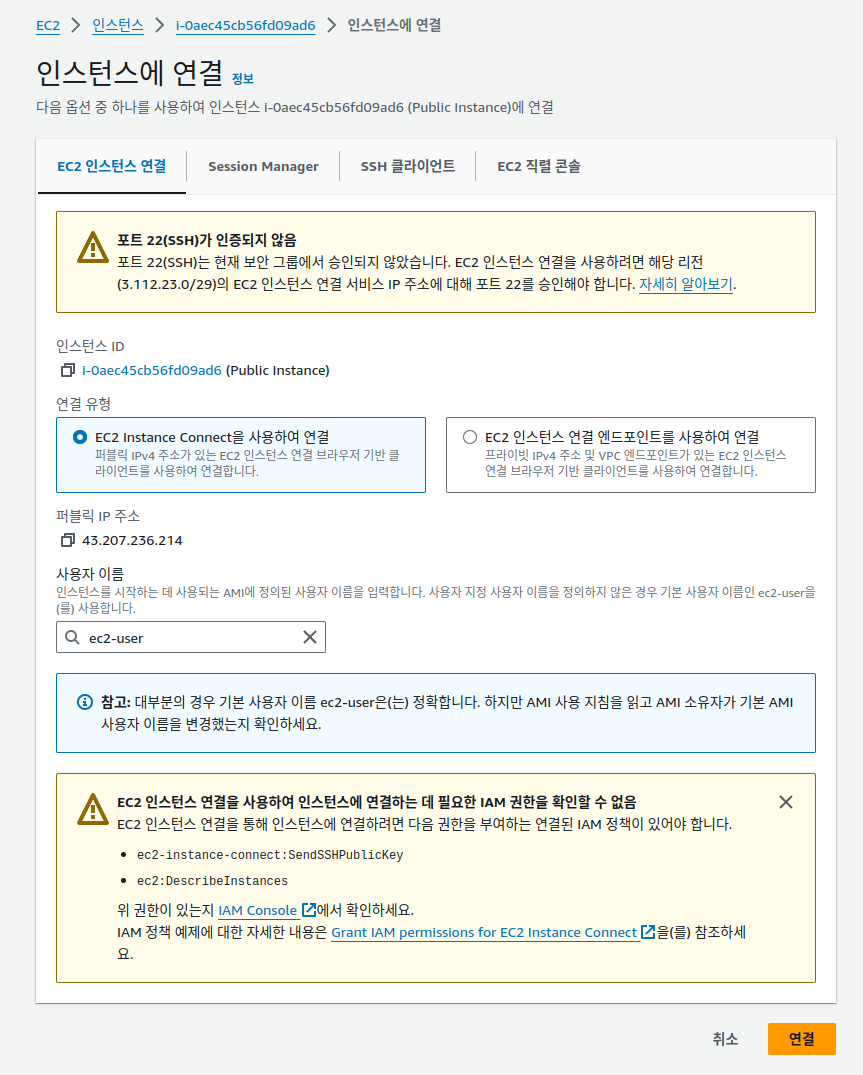 EC2 > 인스턴스 > i-0aec45cb56fd09ad6 > 인스턴스에 연결
인스턴스에 연결 정보
다음 옵션 중 하나를 사용하여 인스턴스 i-0aec45cb56fd09ad6 (Public Instance)에 연결
EC2 인스턴스 연결 Session Manager SSH 클라이언트 EC2 직렬 콘솔
포트 22(SSH)가 인증되지 않음
포트 22(SSH)는 현재 보안 그룹에서 승인되지 않았습니다. EC2 인스턴스 연결을 사용하려면 해당 리전
(3.112.23.0/29)의 EC2 인스턴스 연결 서비스 IP 주소에 대해 포트 22를 승인해야 합니다. 자세히 알아보기.
인스턴스 ID
i-0aec45cb56fd09ad6 (Public Instance)
연결 유형
EC2 Instance Connect을 사용하여 연결
퍼블릭 IPv4 주소가 있는 EC2 인스턴스 연결 브라우저 기반 클
라이언트를 사용하여 연결합니다.
EC2 인스턴스 연결 엔드포인트를 사용하여 연결
프라이빗 IPv4 주소 및 VPC 엔드포인트가 있는 EC2 인스턴스
연결 브라우저 기반 클라이언트를 사용하여 연결합니다.
퍼블릭 IP 주소
43.207.236.214
사용자 이름
인스턴스를 시작하는 데 사용되는 AMI에 정의된 사용자 이름을 입력합니다. 사용자 지정 사용자 이름을 정의하지 않은 경우 기본 사용자 이름인 ec2-user을
(를) 사용합니다.
ec2-user
참고: 대부분의 경우 기본 사용자 이름 ec2-user은(는) 정확합니다. 하지만 AMI 사용 지침을 읽고 AMI 소유자가 기본 AMI
사용자 이름을 변경했는지 확인하세요.
EC2 인스턴스 연결을 사용하여 인스턴스에 연결하는 데 필요한 IAM 권한을 확인할 수 없음
EC2 인스턴스 연결을 통해 인스턴스에 연결하려면 다음 권한을 부여하는 연결된 IAM 정책이 있어야 합니다.
• ec2-instance-connect:SendSSHPublicKey
• ec2:DescribeInstances
위 권한이 있는지 IAM Console 에서 확인하세요.
IAM 정책 예제에 대한 자세한 내용은 Grant IAM permissions for EC2 Instance Connect 을(를) 참조하세
요.
취소 연결